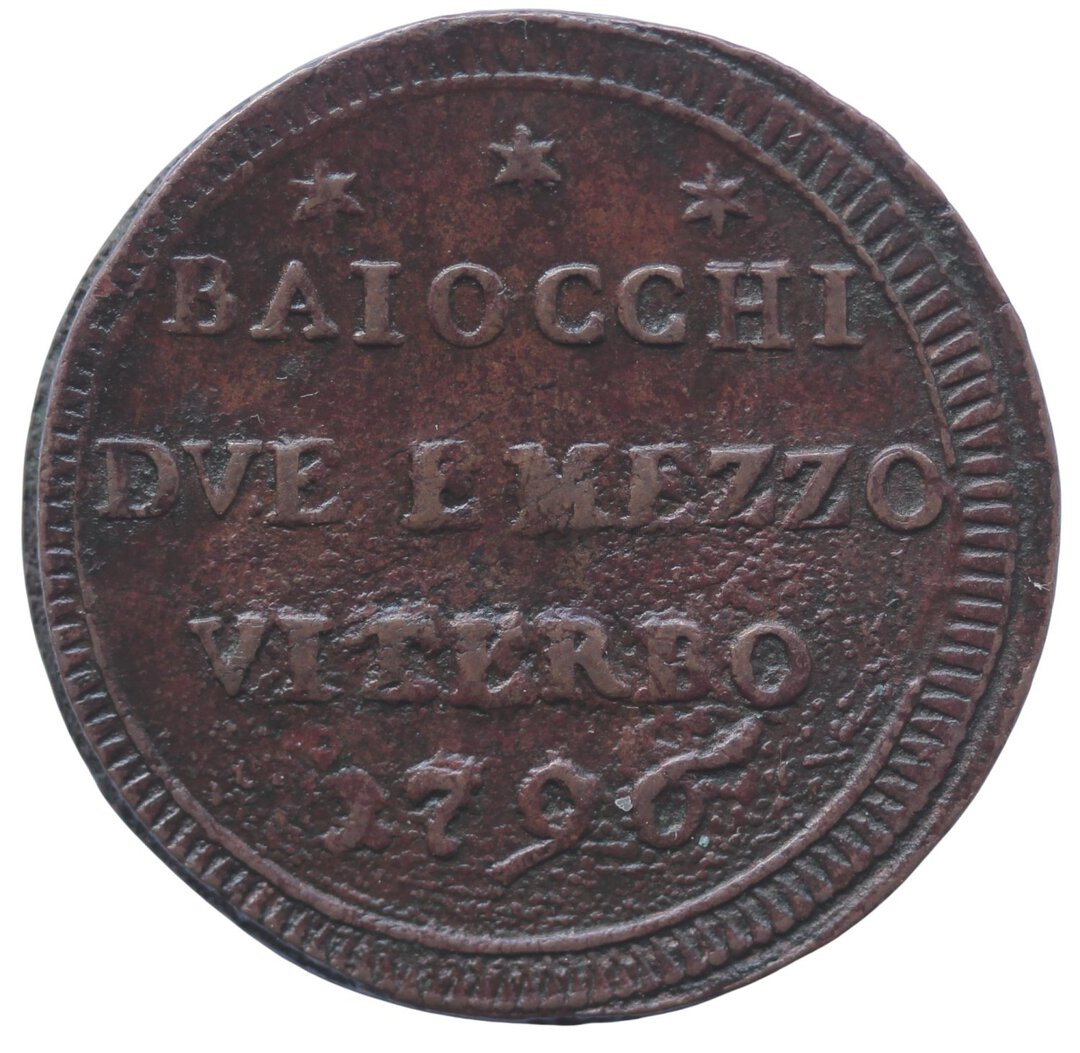 BAIOCCHI
DVE E MEZZO
VITERBO
1796